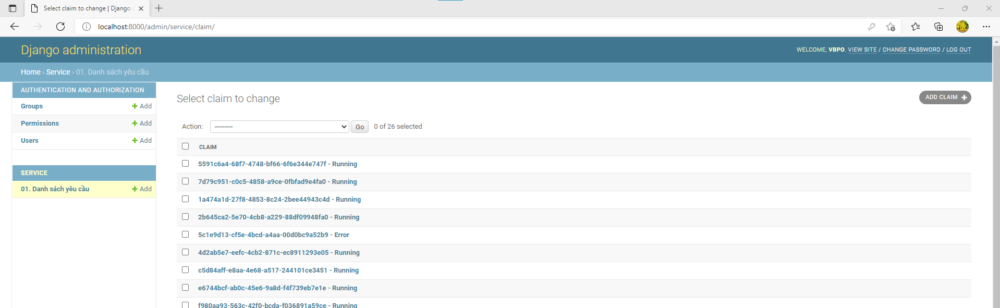 Select claim to change | Django s
localhost:8000/admin/service/claim/
Django administration
WELCOME, VBPO. VIEW SITE / CHANGE PASSWORD / LOG OUT
Home › Service › 01. Danh sách yêu cầu
AUTHENTICATION AND AUTHORIZATION
Groups Add
Permissions Add
Users Add
SERVICE
01. Danh sách yêu cầu Add
Select claim to change
ADD CLAIM
Action: --------- Go 0 of 26 selected
CLAIM
5591c6a4-68f7-4748-bf66-6f6e344e747f - Running
7d79c951-c0c5-4858-a9ce-0fbfad9e4fa0 - Running
1a474a1d-27f8-4853-8c24-2bee44943c4d - Running
2b645ca2-5e70-4cb8-a229-88df09948fa0 - Running
5c1e9d13-cf5e-4bcd-a4aa-00d0bc9a52b9 - Error
4d2ab5e7-eefc-4cb2-871c-ec8911293e05 - Running
c5d84aff-e8aa-4e68-a517-244101ce3451 - Running
e6744bcf-ab0c-45e6-9a8d-f4f739eb7e1e - Running
f980aa93-563c-42f0-bcda-f036891a59ce - Running